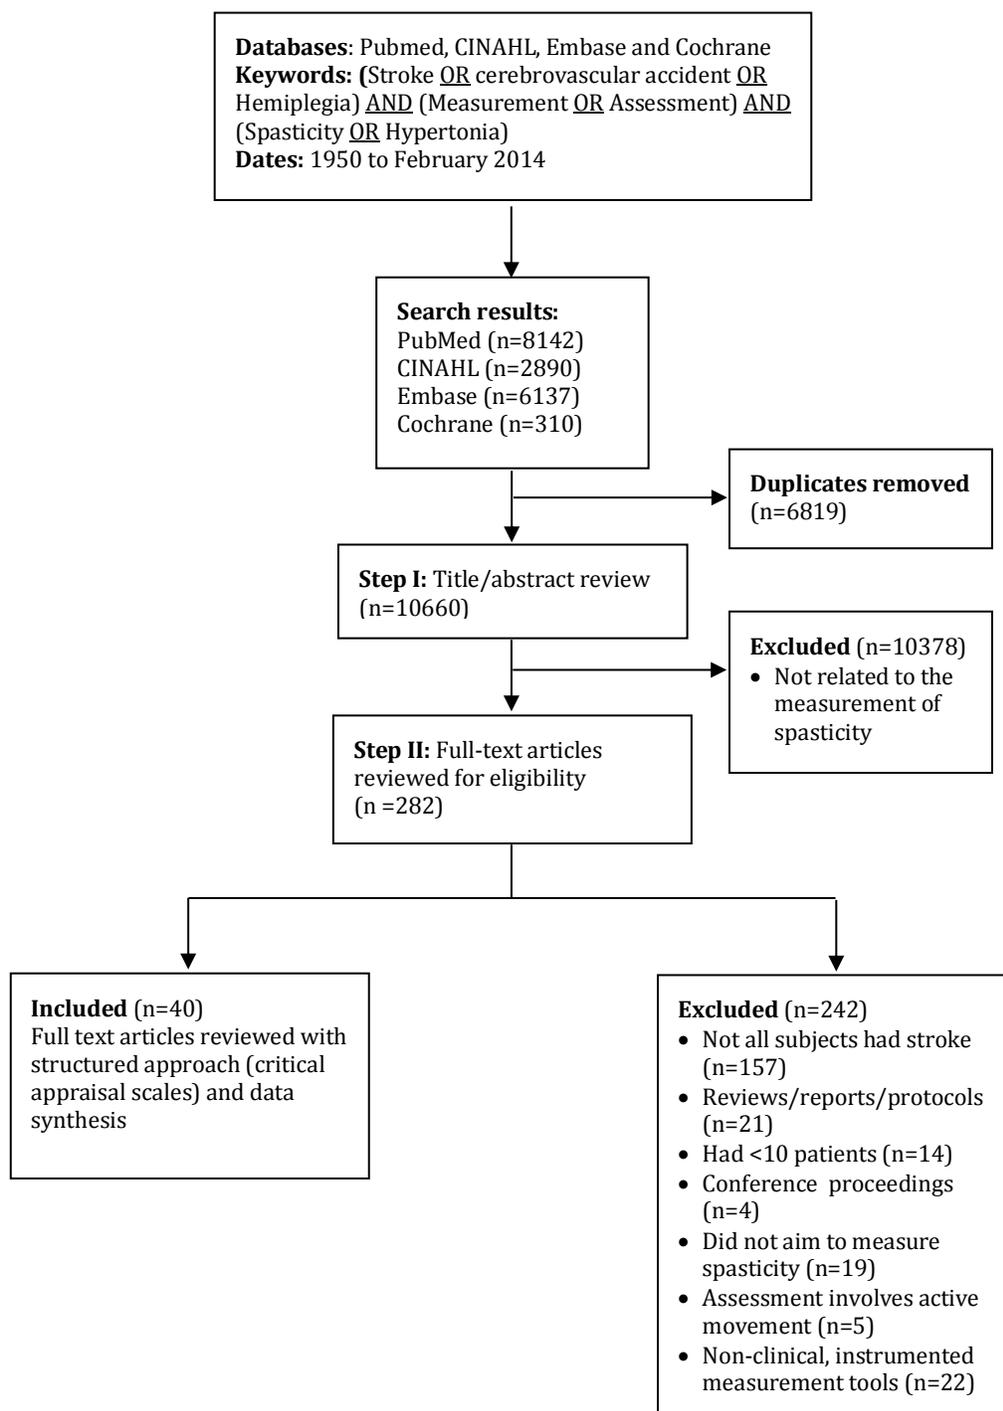 Databases: Pubmed, CINAHL, Embase and Cochrane
Keywords: (Stroke OR cerebrovascular accident OR
Hemiplegia) AND (Measurement OR Assessment) AND
(Spasticity OR Hypertonia)
Dates: 1950 to February 2014
Search results:
PubMed (n=8142)
CINAHL (n=2890)
Embase (n=6137)
Cochrane (n=310)
Duplicates removed
(n=6819)
Step I: Title/abstract review
(n=10660)
Excluded (n=10378)
• Not related to the
measurement of
spasticity
Step II: Full-text articles
reviewed for eligibility
(n =282)
Included (n=40)
Full text articles reviewed with
structured approach (critical
appraisal scales) and data
synthesis
Excluded (n=242)
• Not all subjects had stroke
(n=157)
• Reviews/reports/protocols
(n=21)
• Had <10 patients (n=14)
• Conference proceedings
(n=4)
• Did not aim to measure
spasticity (n=19)
• Assessment involves active
movement (n=5)
• Non-clinical, instrumented
measurement tools (n=22)